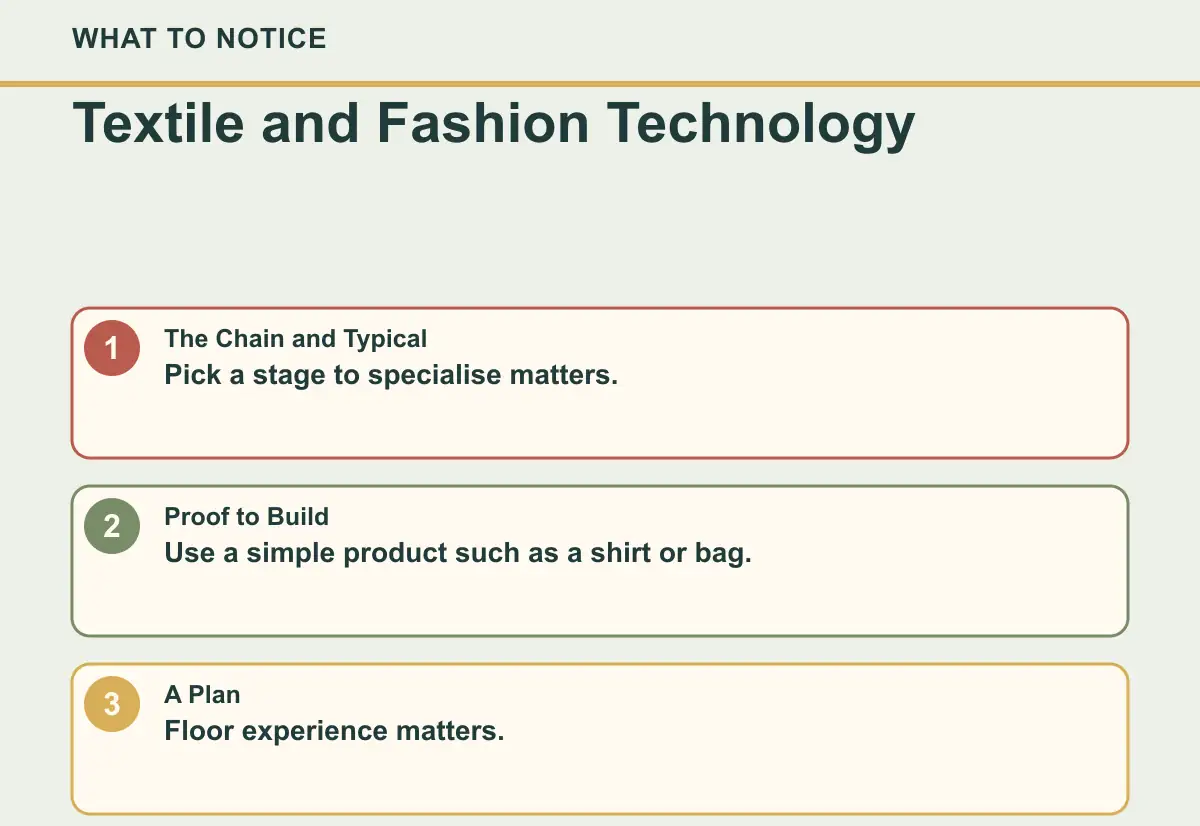 WHAT TO NOTICE
Textile and Fashion Technology
1
The Chain and Typical
Pick a stage to specialise matters.
2
Proof to Build
Use a simple product such as a shirt or bag.
3
A Plan
Floor experience matters.